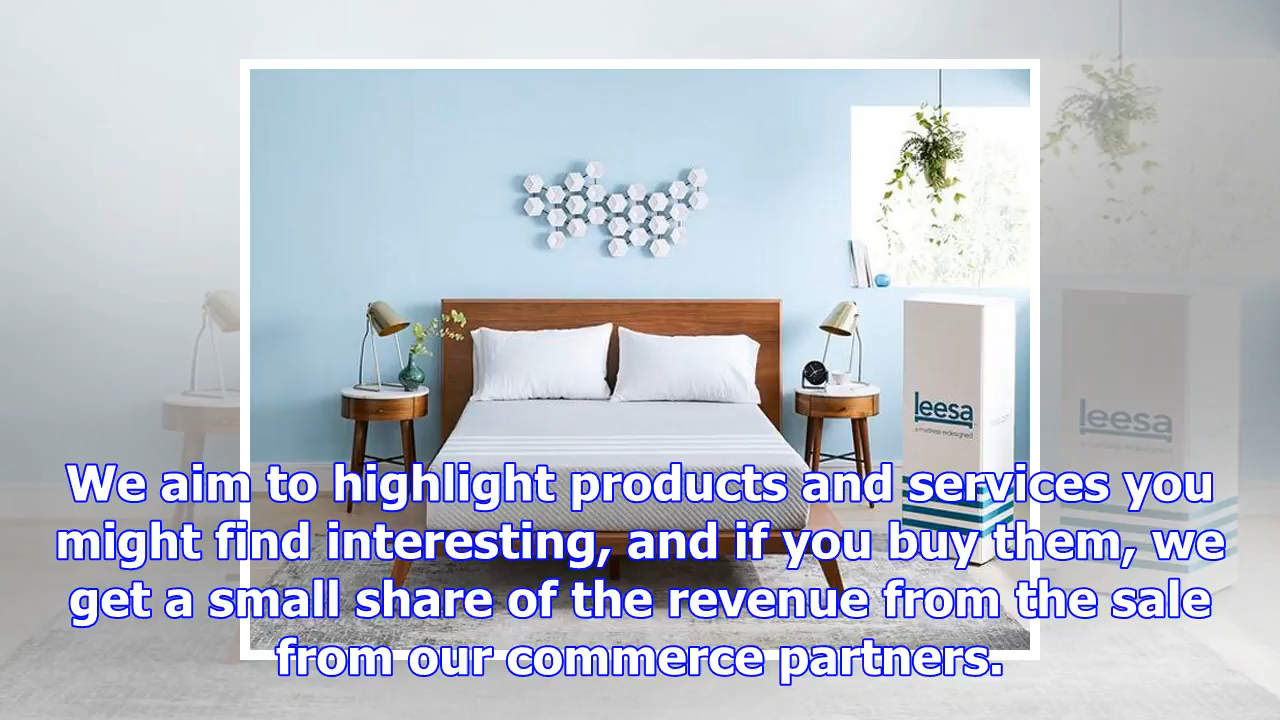 leesa
a mattress redesigned
leesa
We aim to highlight products and services you
might find interesting, and if you buy them, we
get a small share of the revenue from the sale
from our commerce partners.